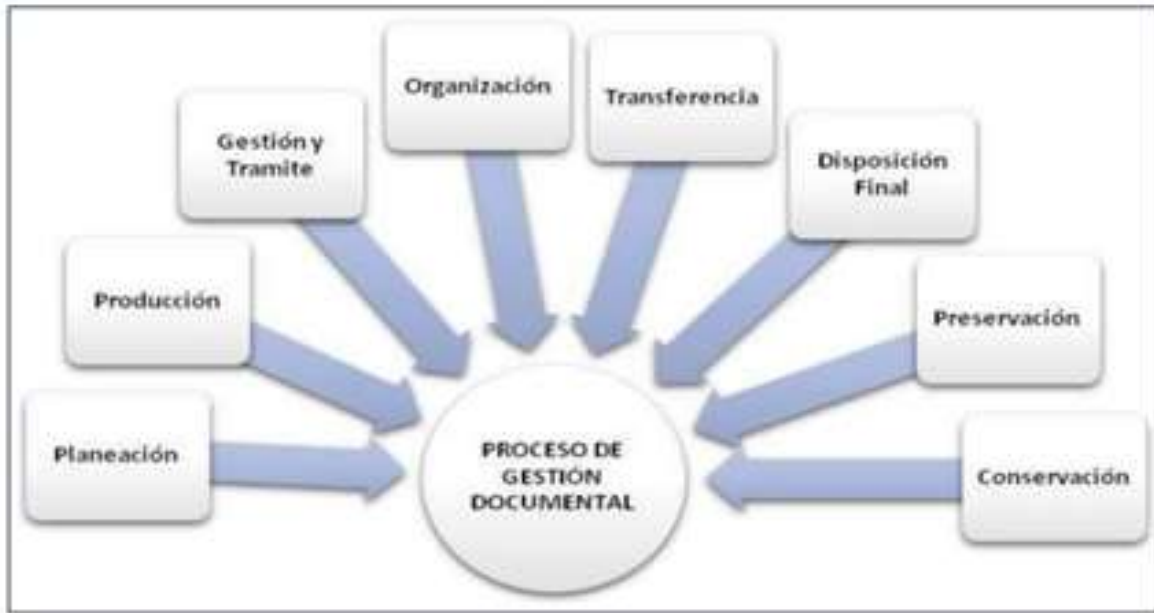 Planeación
Producción
Gestión y
Tramite
Organización
Transferencia
Disposición
Final
Preservación
Conservación
PROCESO DE
GESTIÓN
DOCUMENTAL